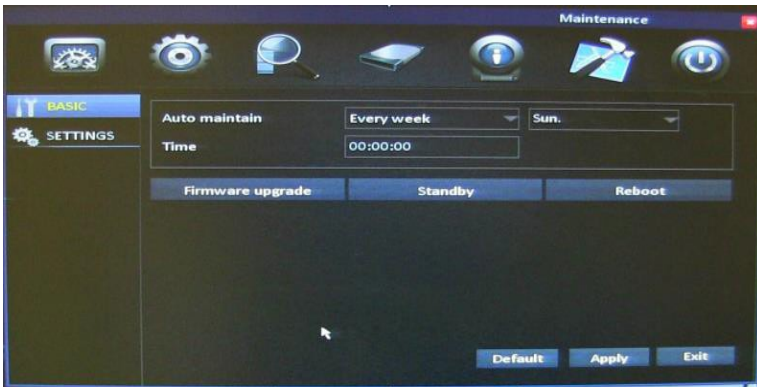 Maintenance
BASIC
SETTINGS
Auto maintain Every week Sun.
Time 00:00:00
Firmware upgrade Standby Reboot
Default Apply Exit